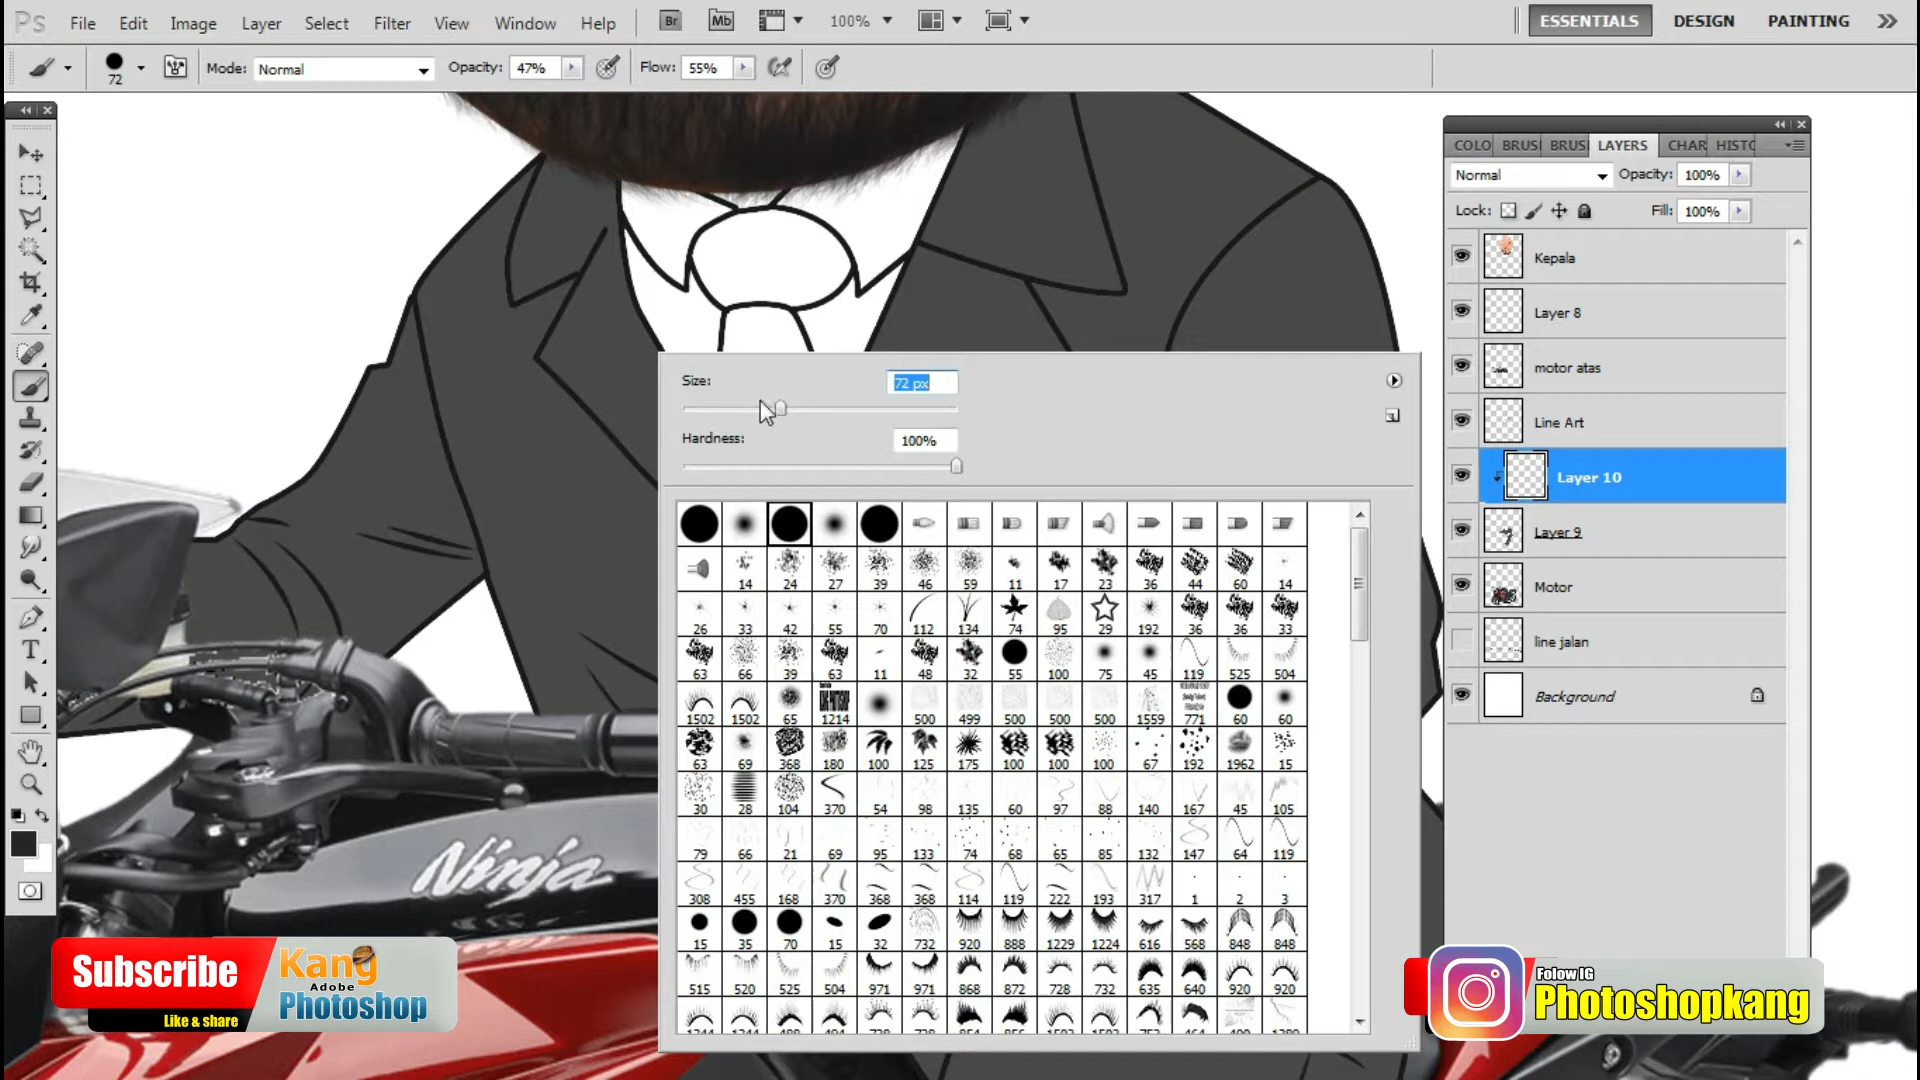 Ps File Edit Image Layer Select Filter View Window Help Br Mb 100% ESSENTIALS DESIGN PAINTING
72 Mode: Normal Opacity: 47% Flow: 55%
COLO BRUS BRUS LAYERS CHAR HISTO
Normal Opacity: 100%
Lock: Fill: 100%
Kepala
Layer 8
motor atas
Line Art
Layer 10
Layer 9
Motor
line jalan
Background
Size: 72 px
Hardness: 100%
14 24 27 39 46 59 11 17 23 36 44 60 14
26 33 42 55 70 112 134 74 95 29 192 36 36 33
63 66 39 63 11 48 32 55 100 75 45 119 525 504
1502 1502 65 1214 500 499 500 500 500 1559 771 60 60
63 69 368 180 100 125 175 100 100 100 67 192 1962 15
30 28 104 370 54 98 135 60 97 88 140 167 45 105
79 66 21 69 95 133 74 68 65 85 132 147 64 119
308 455 168 370 368 368 114 119 222 193 317 1 2 3
15 35 70 15 32 732 920 888 1229 1224 616 568 848 848
515 520 525 504 971 971 868 872 728 732 635 640 920 920
T
Ninja
Subscribe
Like & share
Kang
Adobe
Photoshop
Folow IG
Photoshopkang